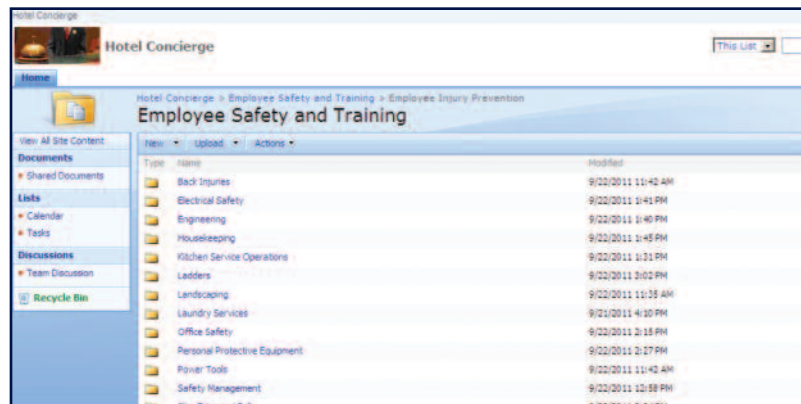 Hotel Concierge
Hotel Concierge
This List
Home
Hotel Concierge > Employee Safety and Training > Employee Injury Prevention
Employee Safety and Training
View All Site Content
Documents
Shared Documents
Lists
Calendar
Tasks
Discussions
Team Discussion
Recycle Bin
New Upload Actions
Type Name Modified
Back Injuries 9/22/2011 11:42 AM
Electrical Safety 9/22/2011 1:41 PM
Engineering 9/22/2011 1:40 PM
Housekeeping 9/22/2011 1:45 PM
Kitchen Service Operations 9/22/2011 1:31 PM
Ladders 9/22/2011 3:02 PM
Landscaping 9/22/2011 11:35 AM
Laundry Services 9/21/2011 4:10 PM
Office Safety 9/22/2011 2:15 PM
Personal Protective Equipment 9/22/2011 2:27 PM
Power Tools 9/22/2011 11:42 AM
Safety Management 9/22/2011 12:58 PM